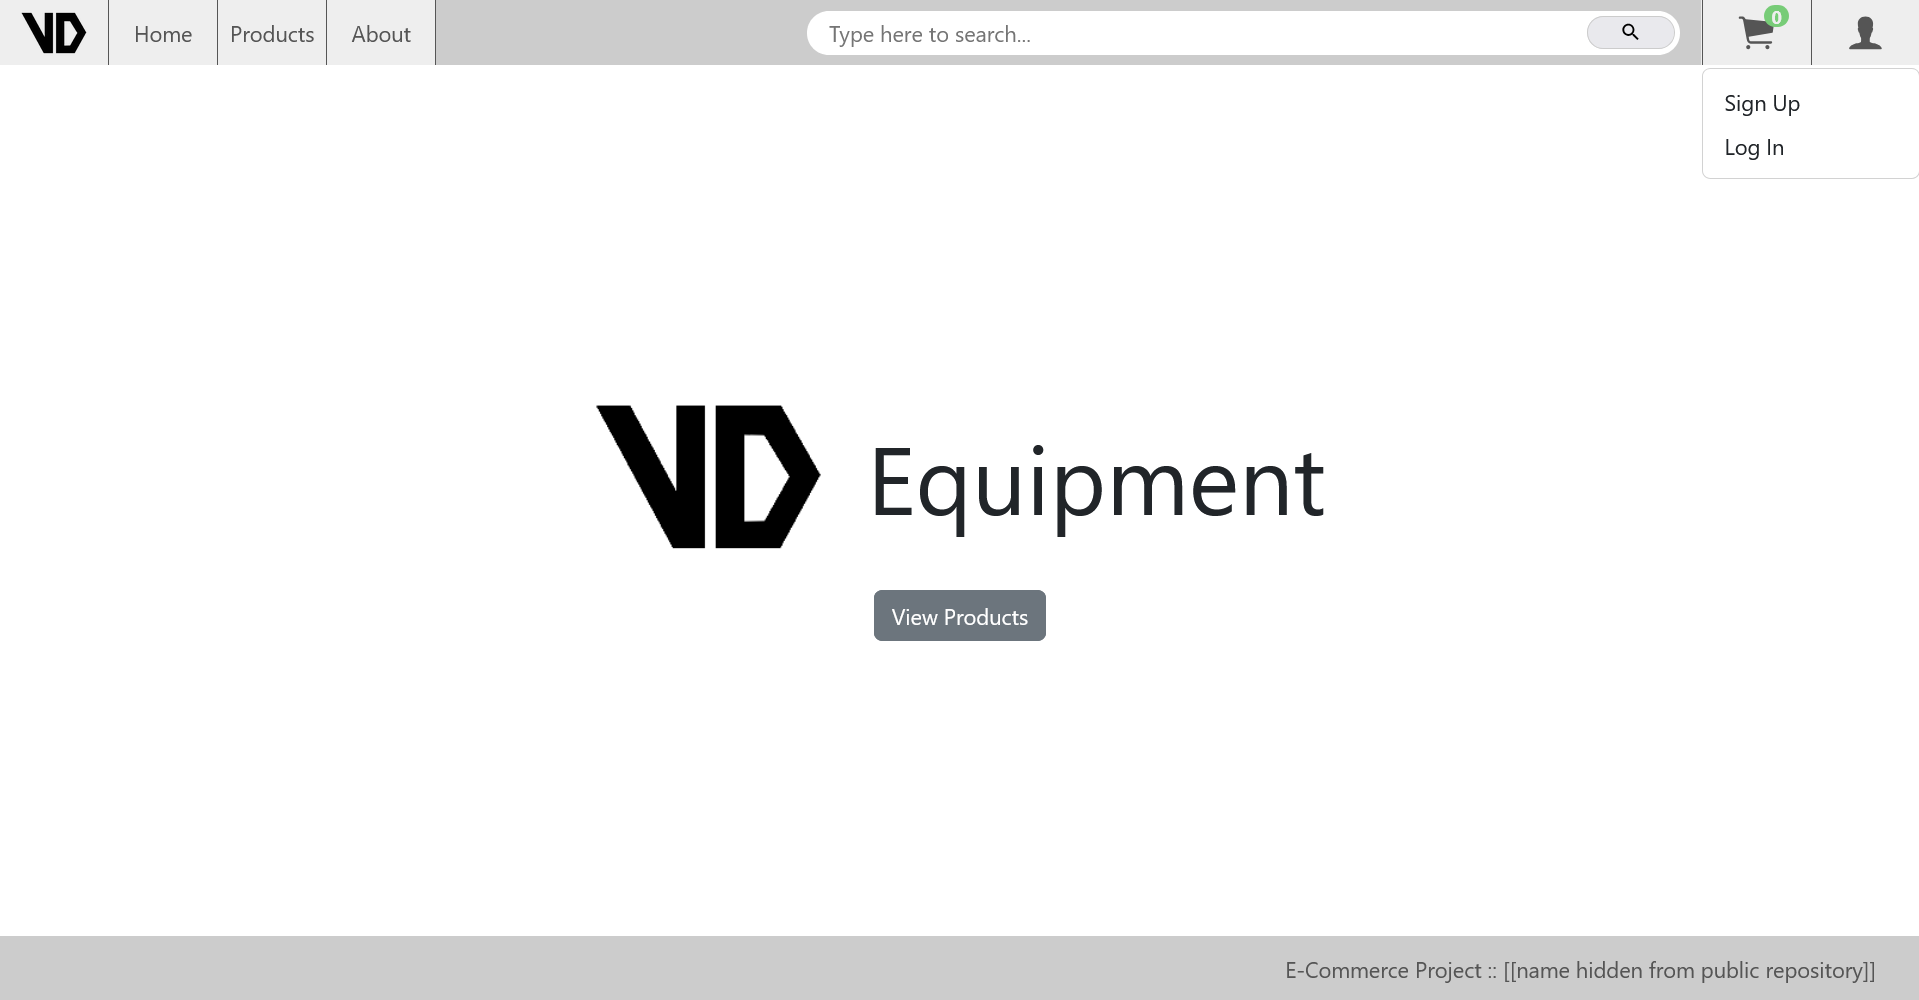 VD
Home
Products
About
Type here to search...
0
Sign Up
Log In
VD Equipment
View Products
E-Commerce Project :: [[name hidden from public repository]]